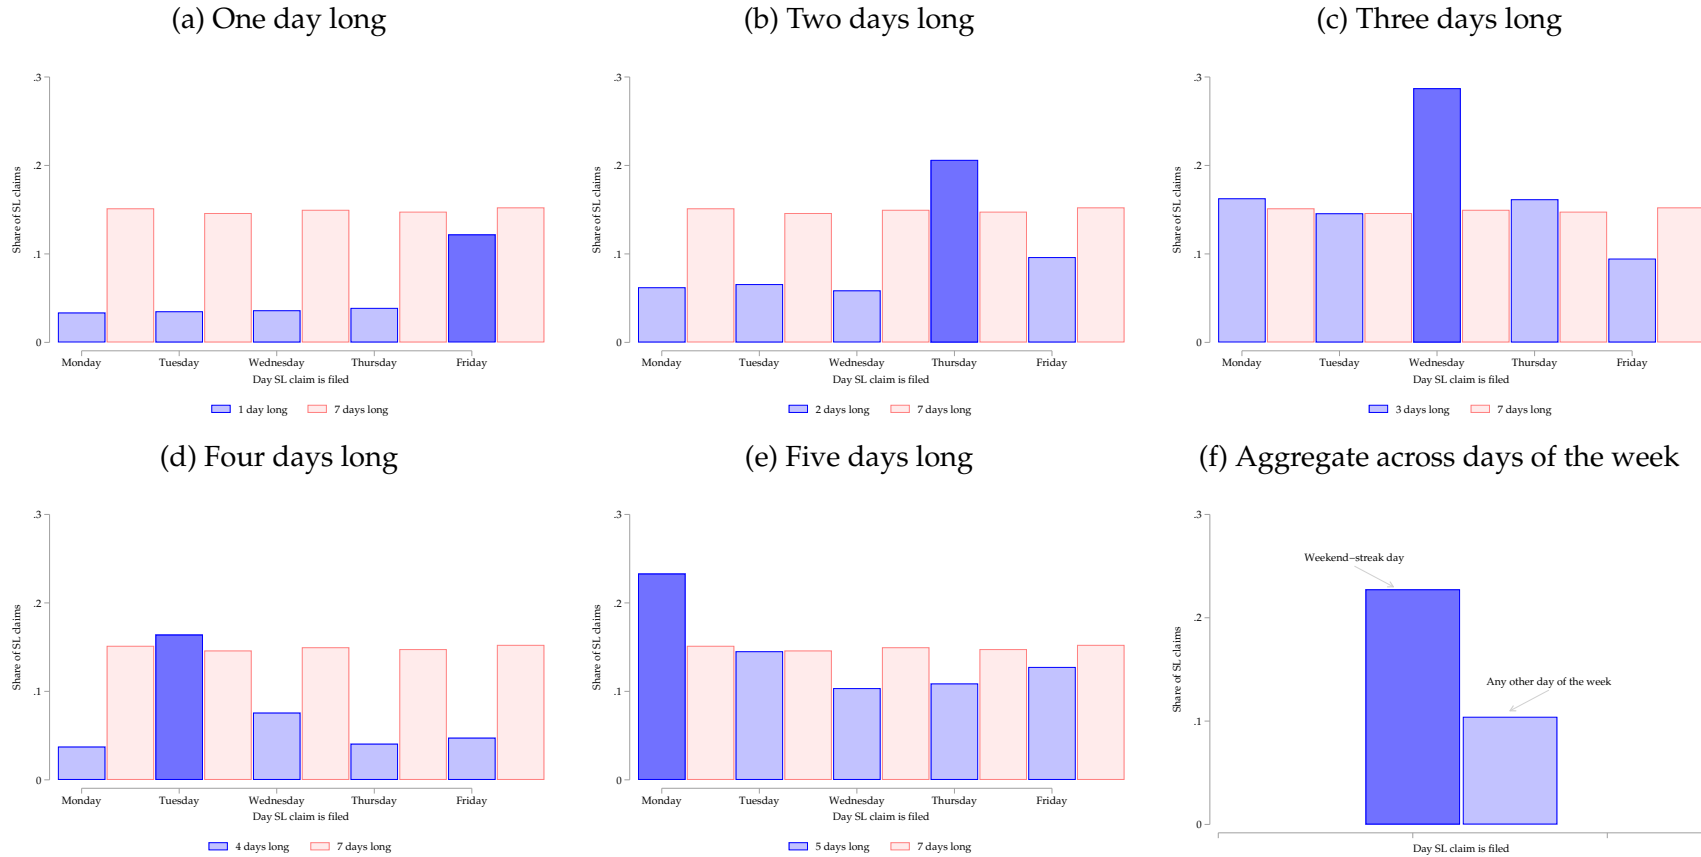 (a) One day long
.3
.2
.1
0
Share of SL claims
Monday Tuesday Wednesday Thursday Friday
Day SL claim is filed
1 day long 7 days long
(b) Two days long
.3
.2
.1
0
Share of SL claims
Monday Tuesday Wednesday Thursday Friday
Day SL claim is filed
2 days long 7 days long
(c) Three days long
.3
.2
.1
0
Share of SL claims
Monday Tuesday Wednesday Thursday Friday
Day SL claim is filed
3 days long 7 days long
(d) Four days long
.3
.2
.1
0
Share of SL claims
Monday Tuesday Wednesday Thursday Friday
Day SL claim is filed
4 days long 7 days long
(e) Five days long
.3
.2
.1
0
Share of SL claims
Monday Tuesday Wednesday Thursday Friday
Day SL claim is filed
5 days long 7 days long
(f) Aggregate across days of the week
.3
.2
.1
0
Share of SL claims
Weekend−streak day
Any other day of the week
Day SL claim is filed